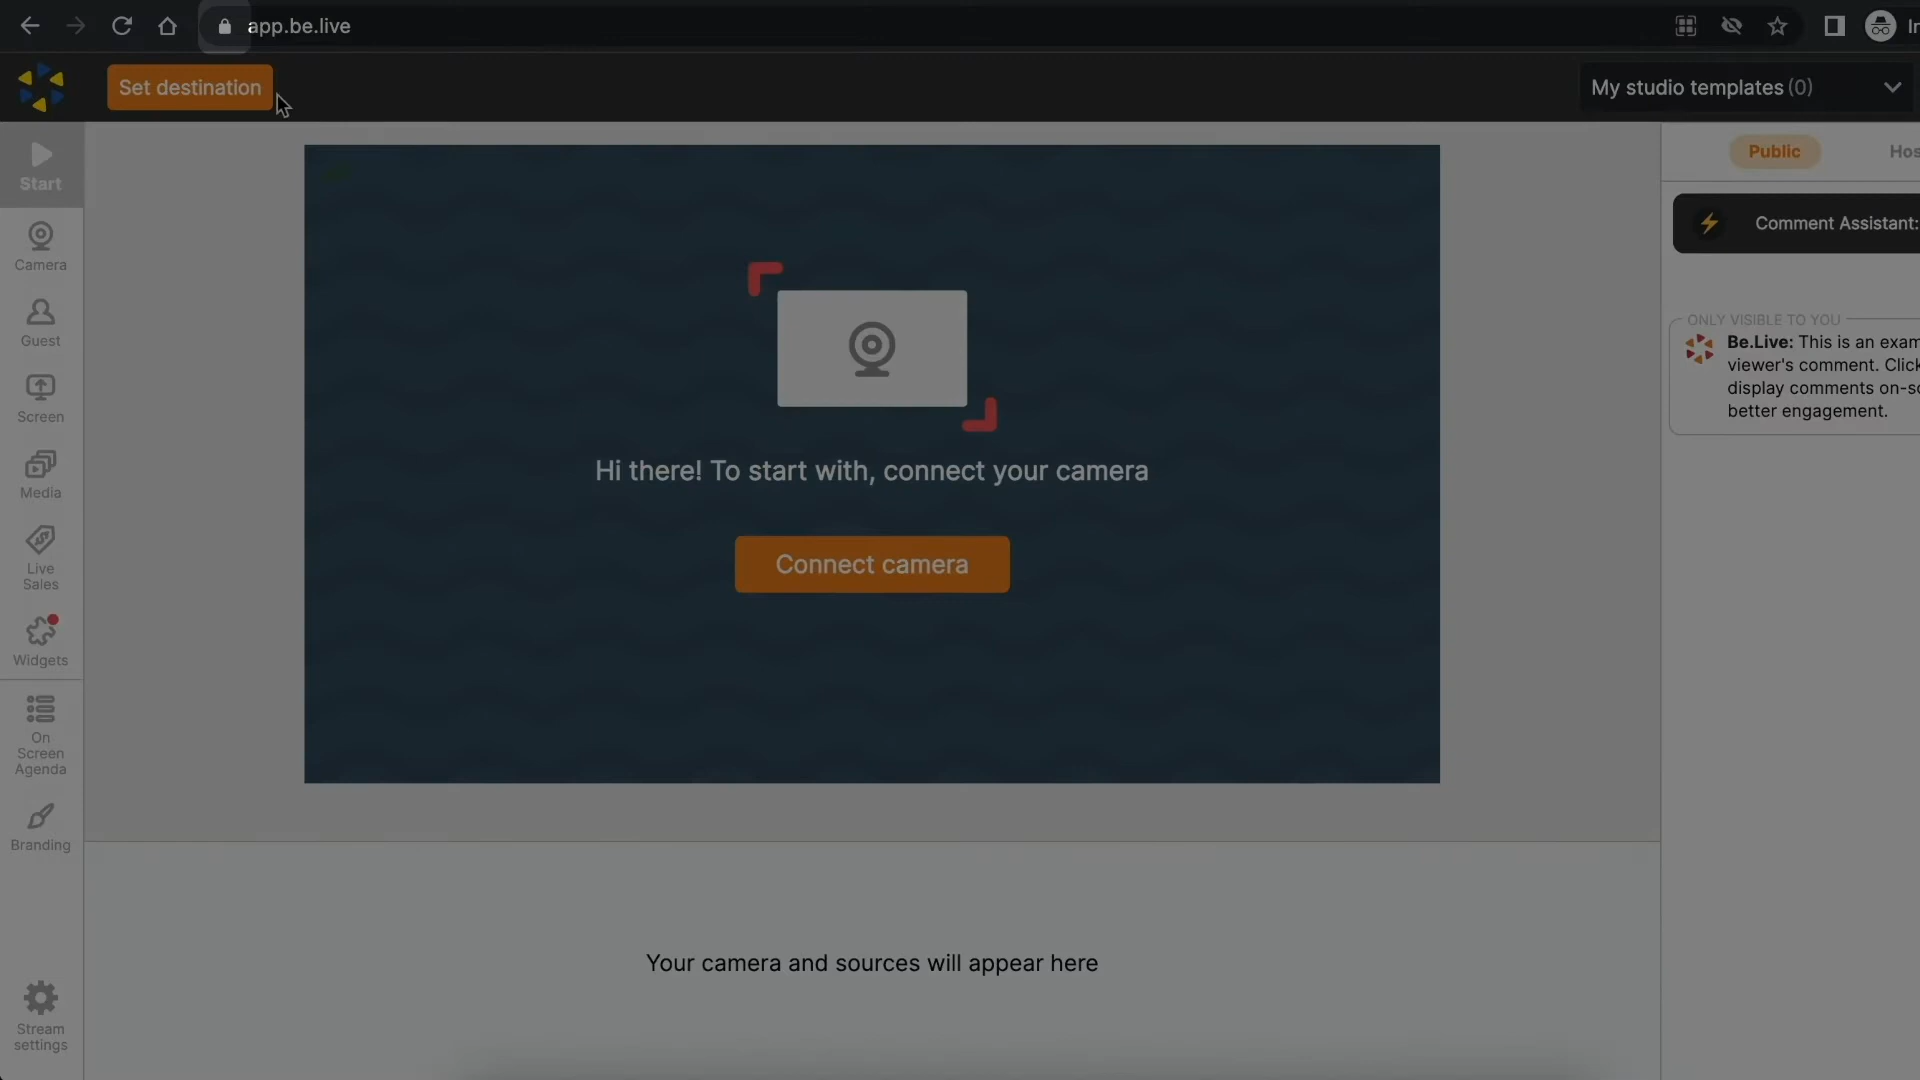 app.be.live
In
Set destination
My studio templates (0)
Start
Camera
Guest
Screen
Media
Live
Sales
Widgets
On
Screen
Agenda
Branding
Stream
settings
Hi there! To start with, connect your camera
Connect camera
Your camera and sources will appear here
Public
Hos
Comment Assistant:
ONLY VISIBLE TO YOU
Be.Live: This is an exam
viewer's comment. Click
display comments on-sc
better engagement.